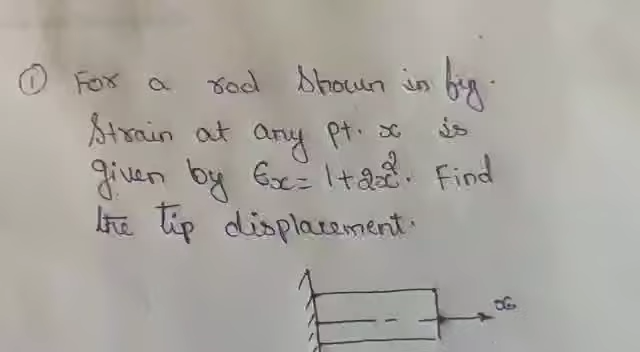 ① For a rod shown in fig.
Strain at any pt. x is
given by ϵx = 1+2x². Find
the Tip displacement.
x